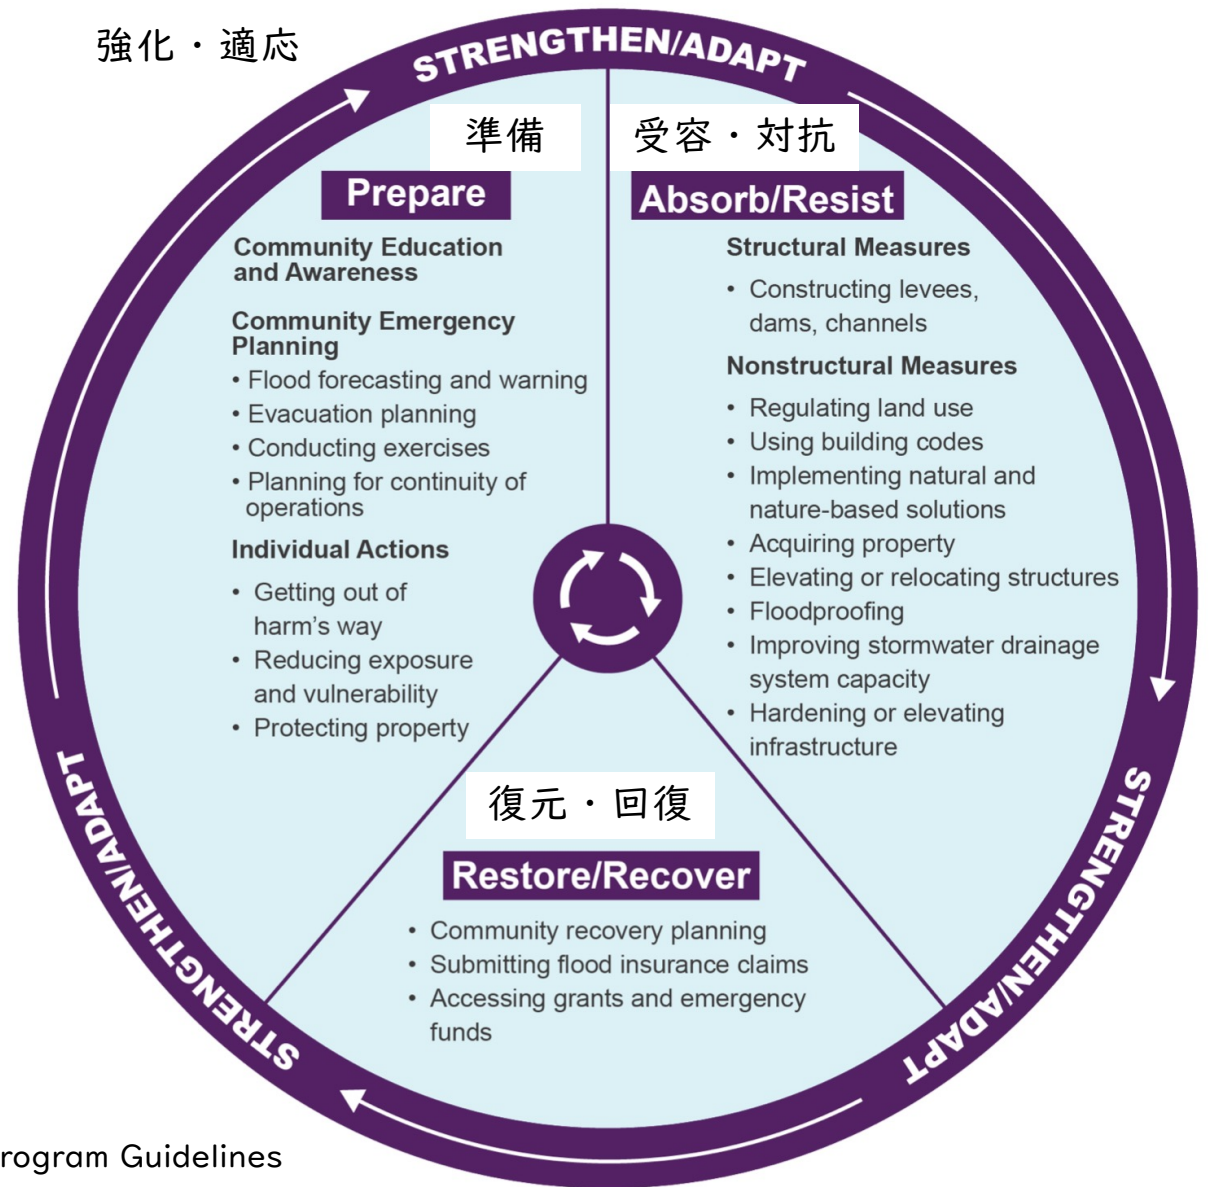 強化・適応
STRENGTHEN/ADAPT
準備
Prepare
Community Education
and Awareness
Community Emergency
Planning
• Flood forecasting and warning
• Evacuation planning
• Conducting exercises
• Planning for continuity of
operations
Individual Actions
• Getting out of
harm's way
• Reducing exposure
and vulnerability
• Protecting property
受容・対抗
Absorb/Resist
Structural Measures
• Constructing levees,
dams, channels
Nonstructural Measures
• Regulating land use
• Using building codes
• Implementing natural and
nature-based solutions
• Acquiring property
• Elevating or relocating structures
• Floodproofing
• Improving stormwater drainage
system capacity
• Hardening or elevating
infrastructure
STRENGTHEN/ADAPT
復元・回復
Restore/Recover
• Community recovery planning
• Submitting flood insurance claims
• Accessing grants and emergency
funds
STRENGTHEN/ADAPT
rogram Guidelines